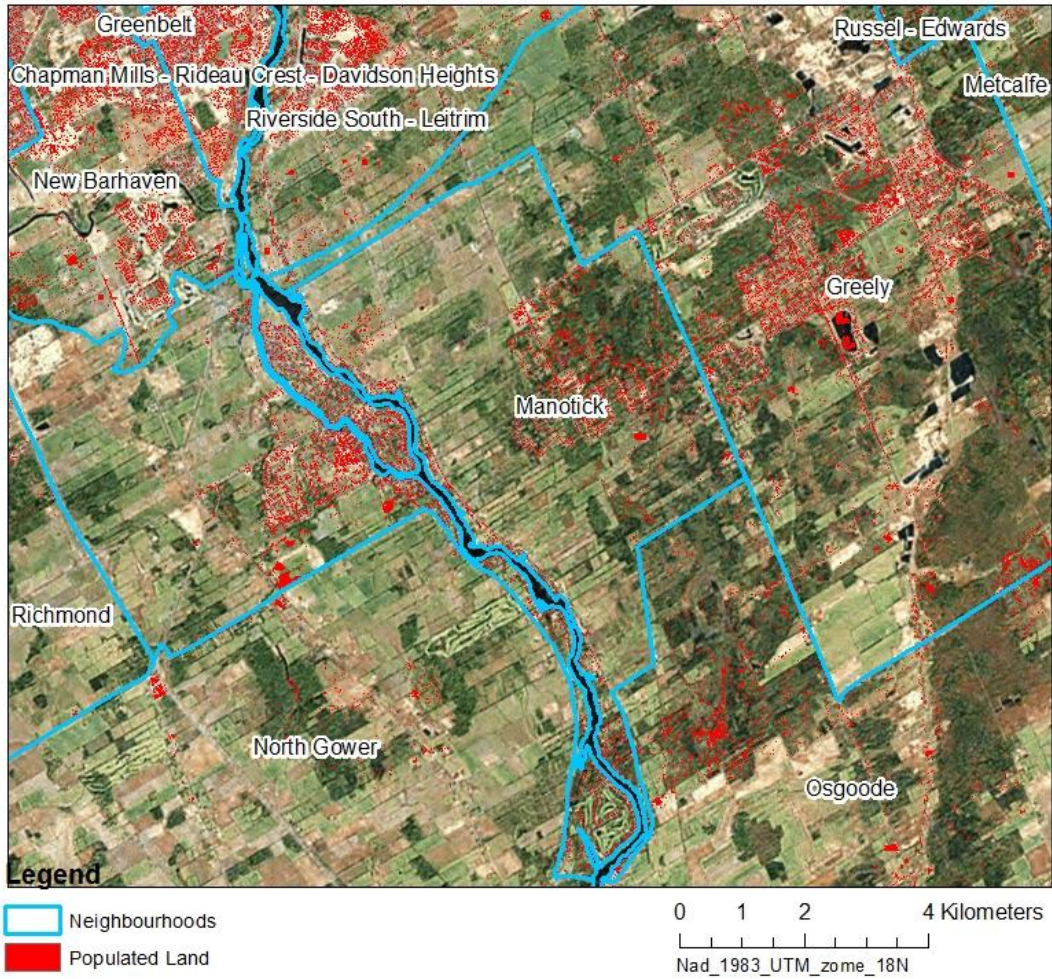 Greenbelt
Russel - Edwards
Chapman Mills - Rideau Crest - Davidson Heights
Metcalfe
Riverside South - Leitrim
New Barhaven
Greely
Manotick
Richmond
North Gower
Osgoode
Legend
Neighbourhoods
Populated Land
0 1 2 4 Kilometers
Nad_1983_UTM_zome_18N